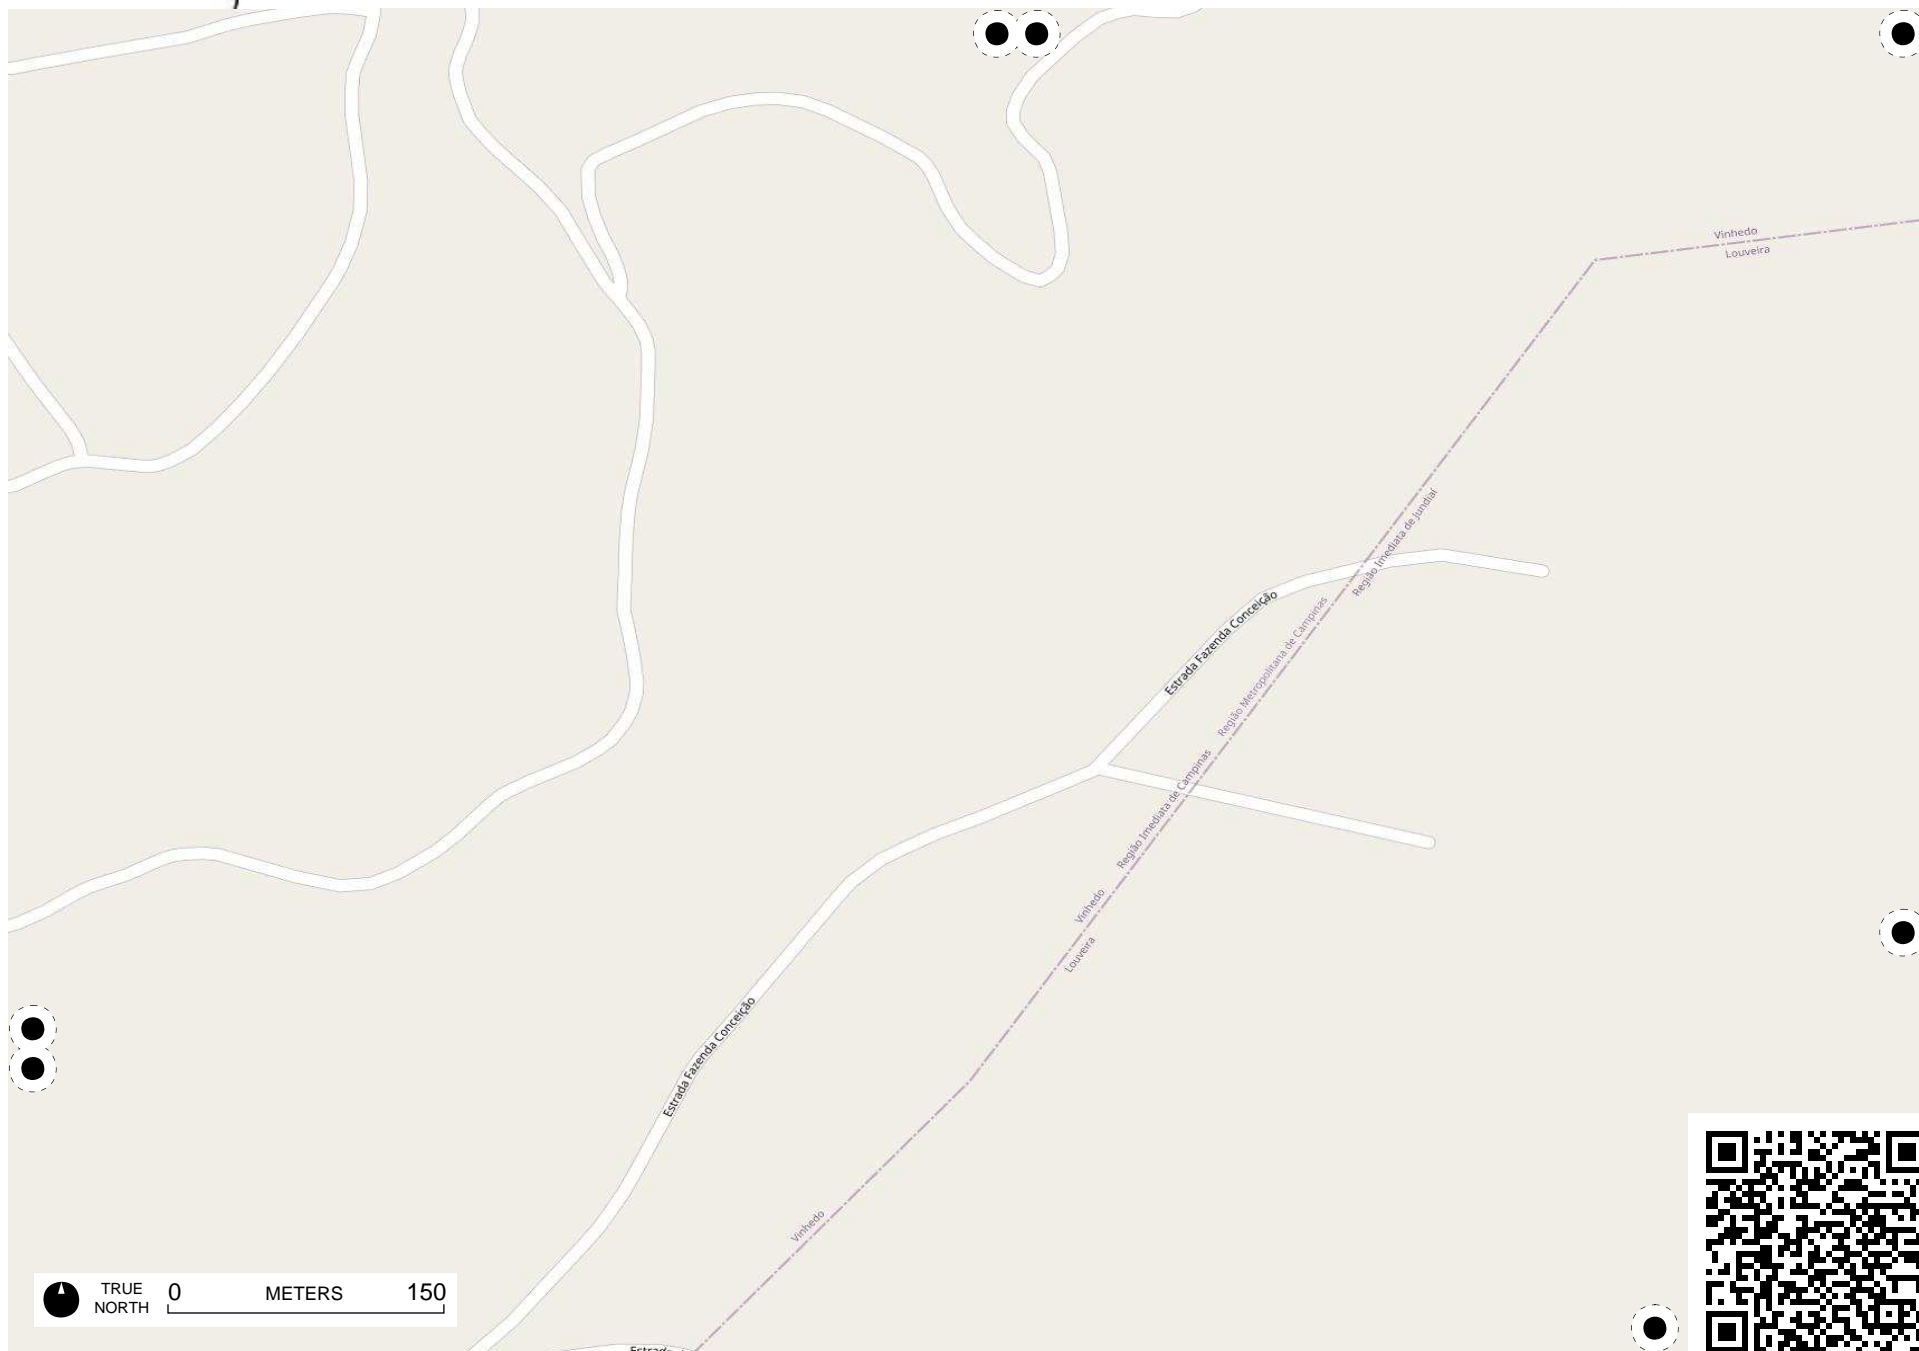 Vinhedo
Louveira
Região Imediata de Jundiaí
Estrada Fazenda Conceição
Região Metropolitana de Campinas
Região Imediata de Campinas
Vinhedo
Louveira
Estrada Fazenda Conceição
Vinhedo
TRUE
NORTH
0 METERS 150